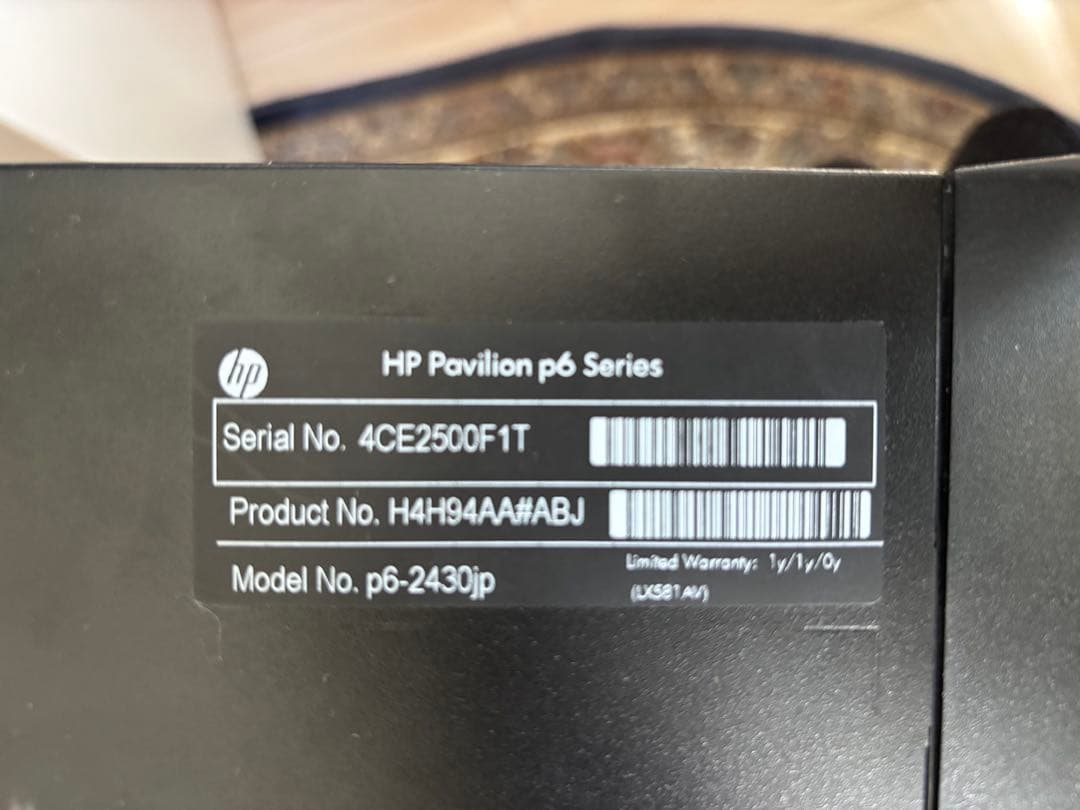 hp
HP Pavilion p6 Series
Serial No. 4CE2500F1T
Product No. H4H94AA#ABJ
Limited Warranty: 1y/1y/0y
Model No. p6-2430jp
(LX581AV)